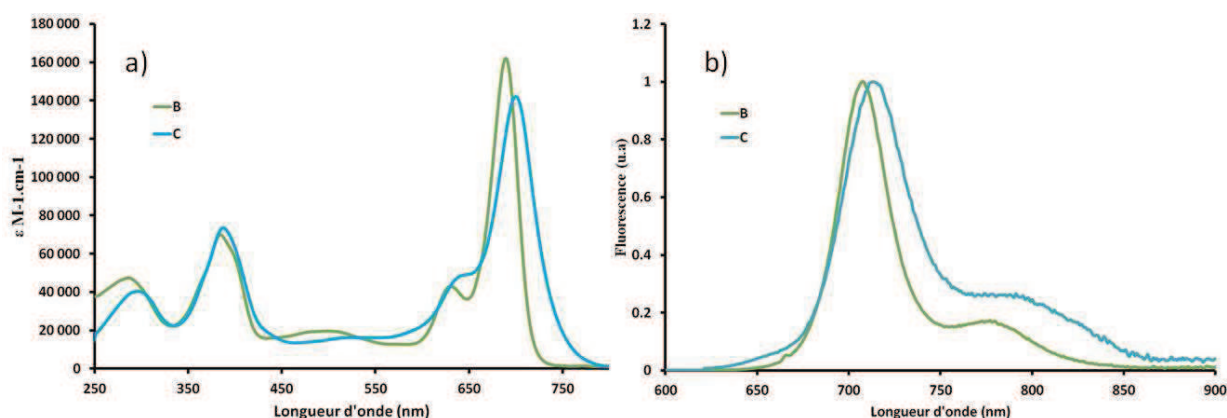 a)
B
C
ε M-1.cm-1
180 000
160 000
140 000
120 000
100 000
80 000
60 000
40 000
20 000
0
250 350 450 550 650 750
Longueur d'onde (nm)
b)
B
C
Fluorescence (u.a)
1.2
1
0.8
0.6
0.4
0.2
0
600 650 700 750 800 850 900
Longueur d'onde (nm)